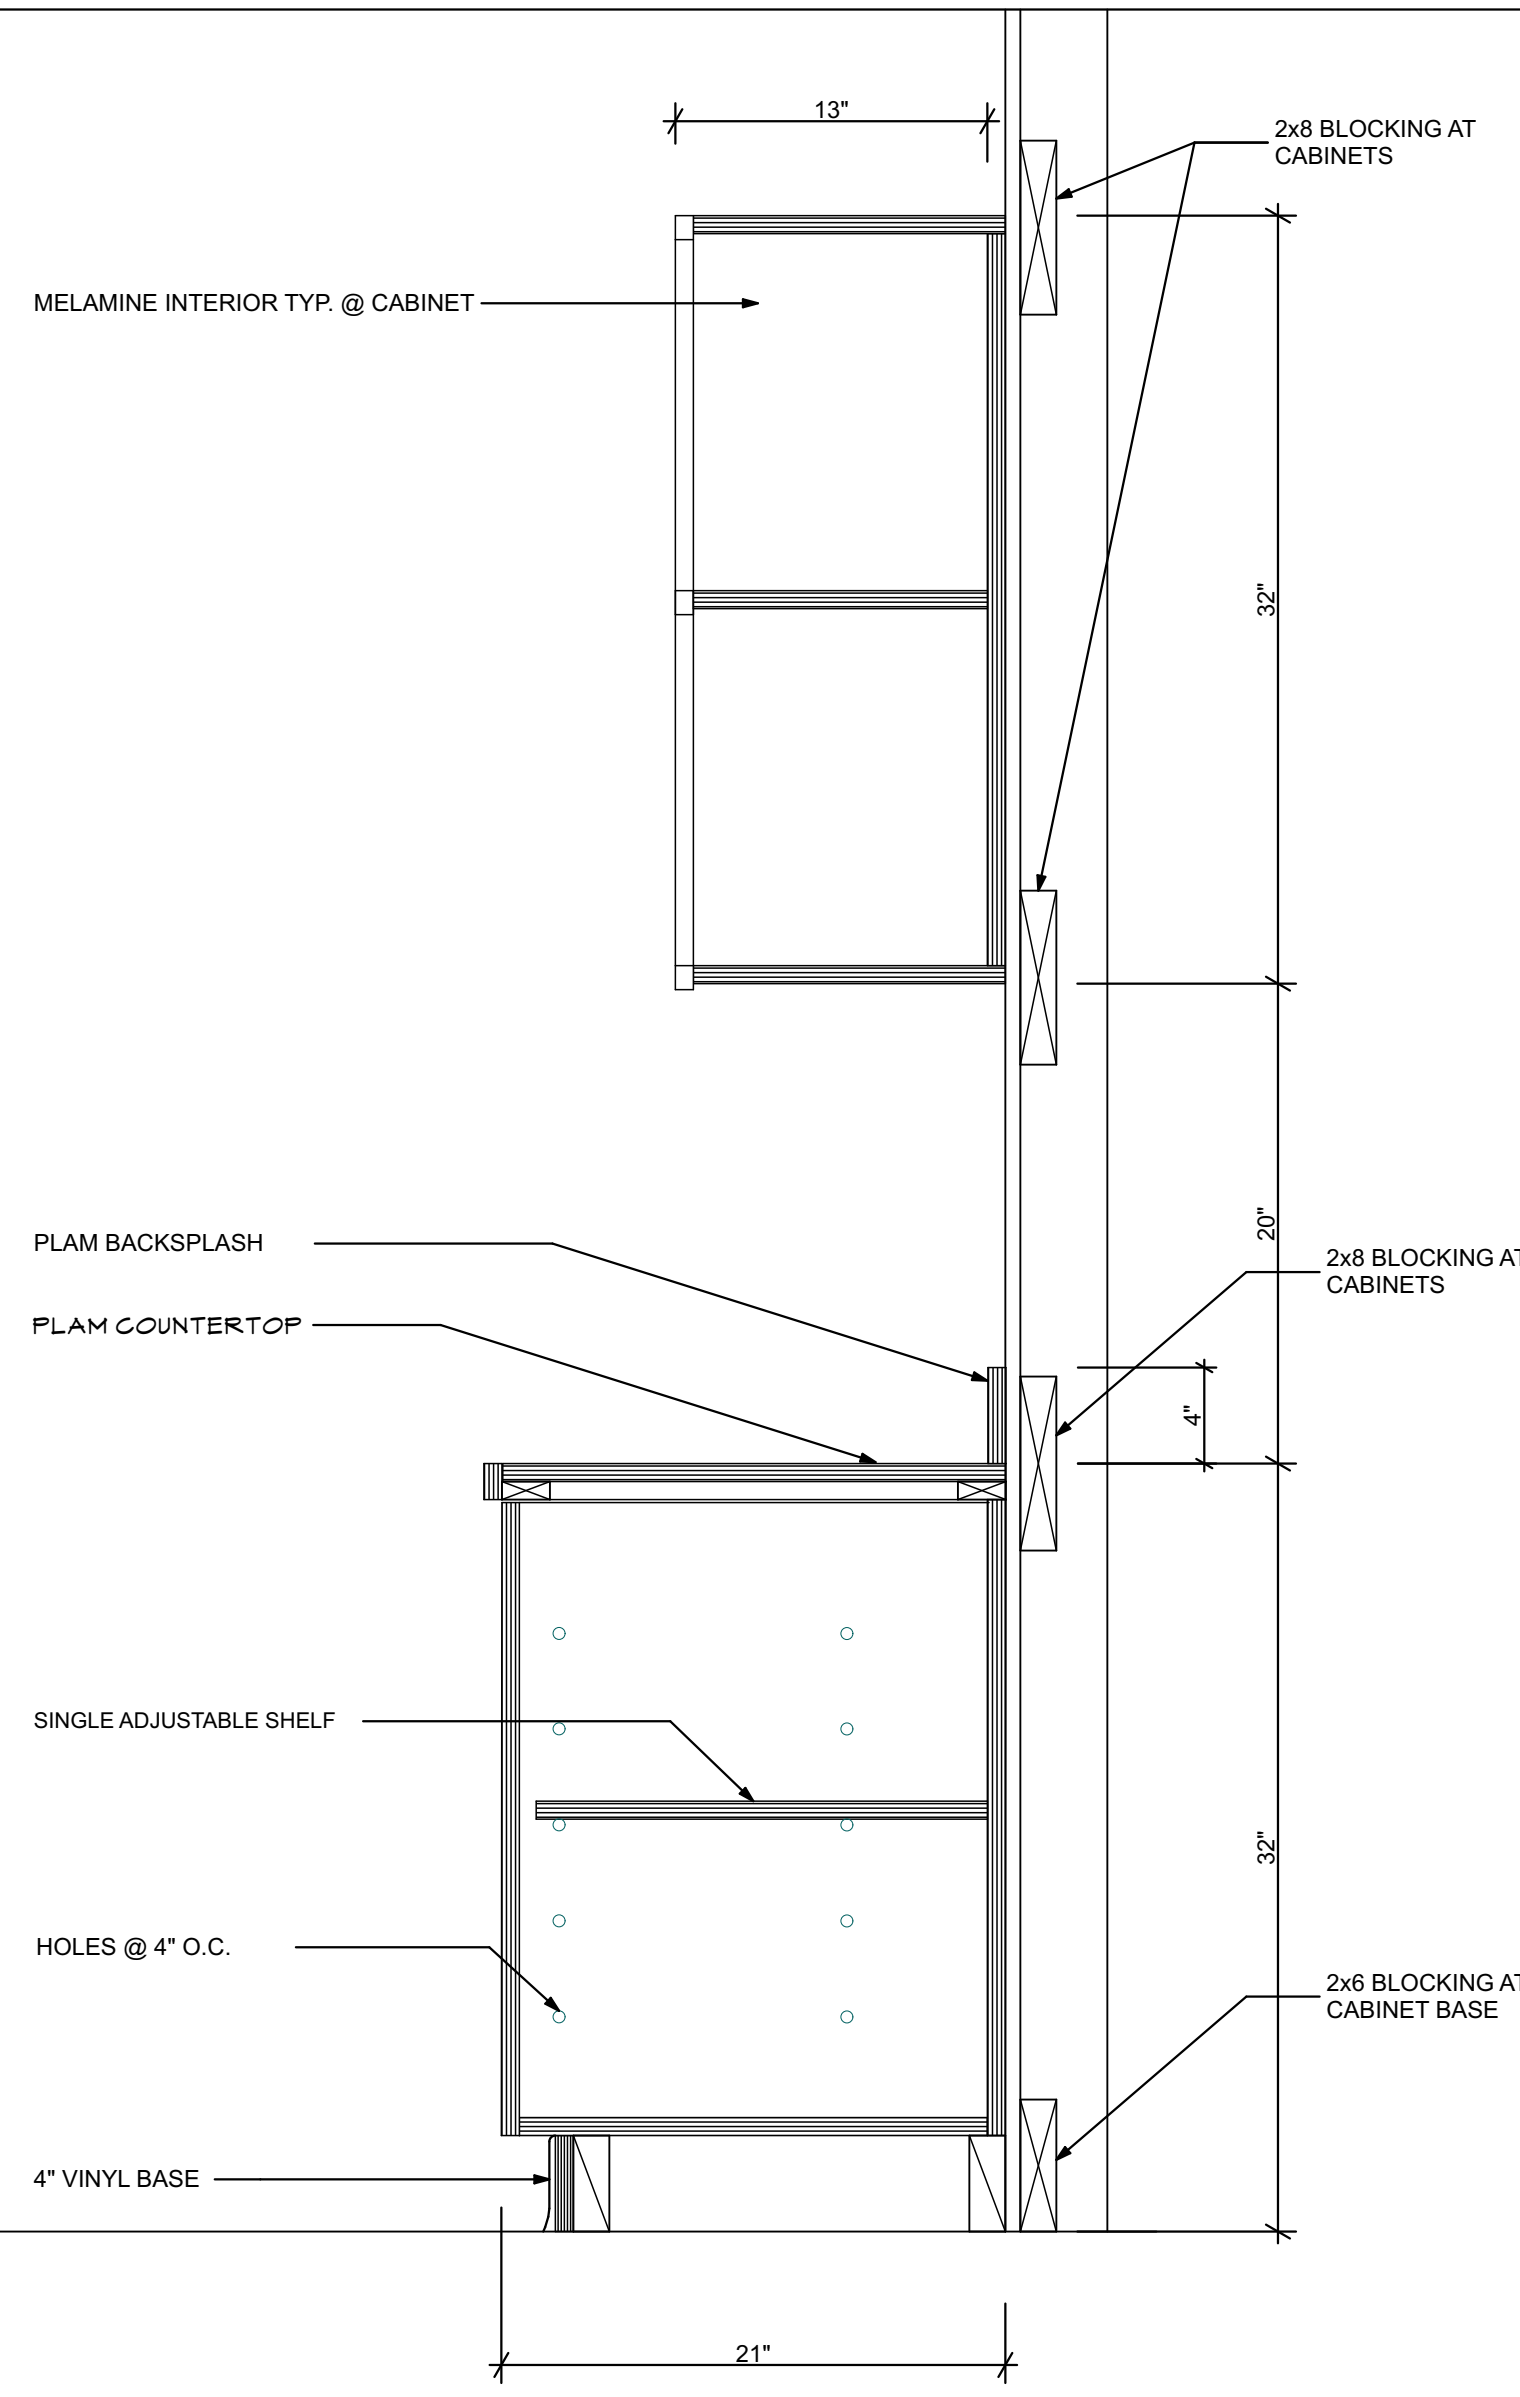 13"
2x8 BLOCKING AT
CABINETS
MELAMINE INTERIOR TYP. @ CABINET
32"
20"
PLAM BACKSPLASH
2x8 BLOCKING AT
CABINETS
PLAM COUNTERTOP
4"
SINGLE ADJUSTABLE SHELF
32"
HOLES @ 4" O.C.
2x6 BLOCKING AT
CABINET BASE
4" VINYL BASE
21"